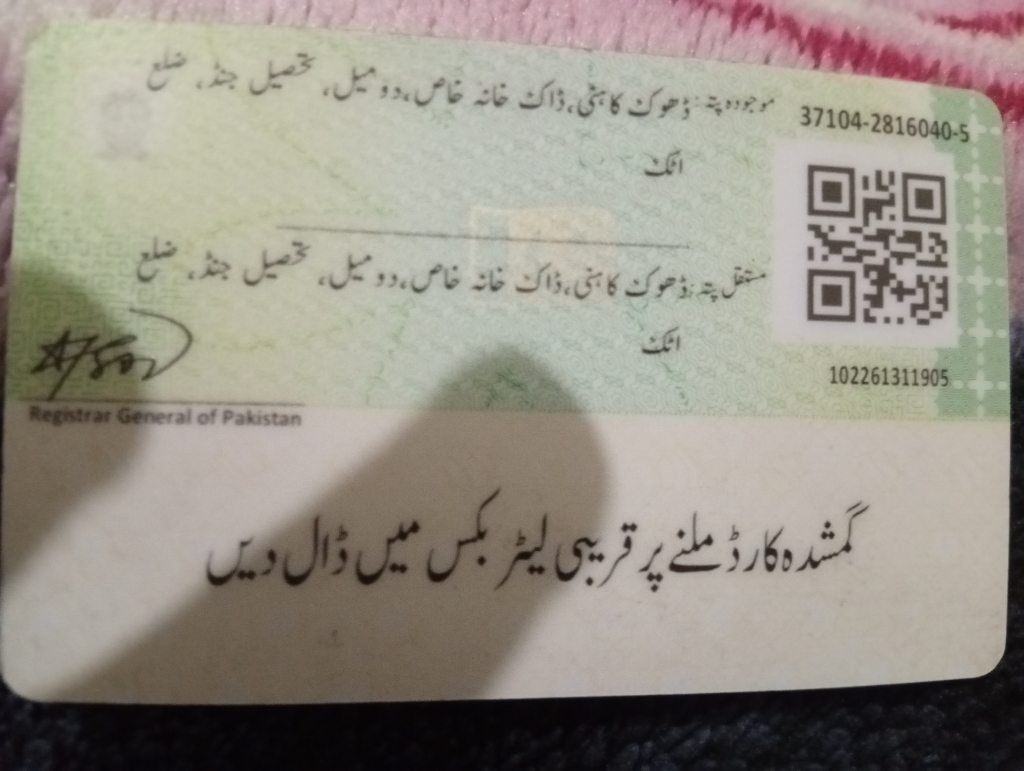 موجودہ پتہ: ڈھوک کاہنی، ڈاک خانہ خاص، دومیل، تحصیل جنڈ، ضلع
37104-2816040-5
اٹک
مستقل پتہ: ڈھوک کاہنی، ڈاک خانہ خاص، دومیل، تحصیل جنڈ، ضلع
اٹک
102261311905
Registrar General of Pakistan
گمشدہ کارڈ ملنے پر قریبی لیٹر بکس میں ڈال دیں